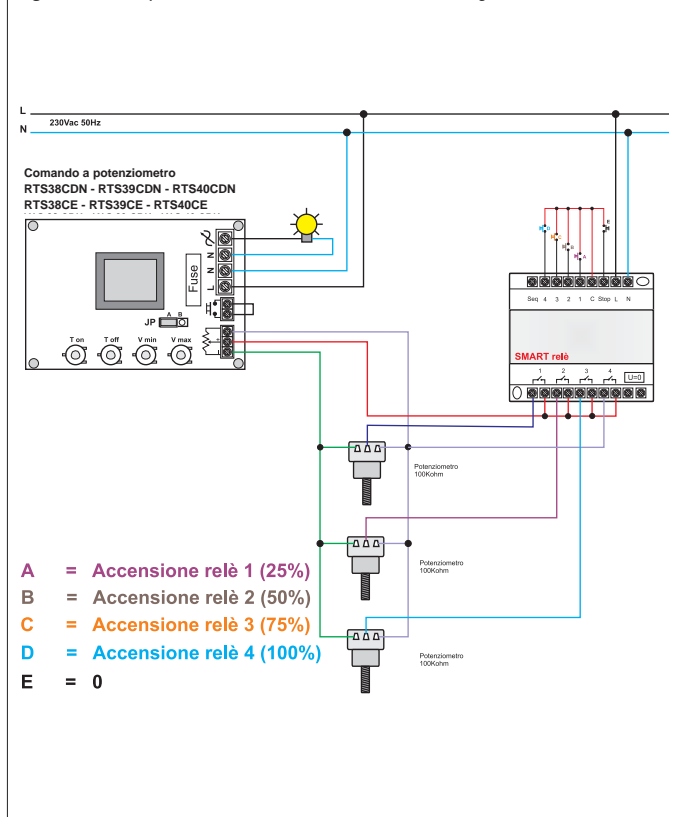 L
230Vac 50Hz
N
Comando a potenziometro
RTS38CDN - RTS39CDN - RTS40CDN
RTS38CE - RTS39CE - RTS40CE
N
N
L
Fuse
A B
JP
T on T off V min V max
+
E
D
C
B
A
Seq 4 3 2 1 C Stop L N
SMART relè
1 2 3 4
U=0
Potenziometro
100Kohm
Potenziometro
100Kohm
Potenziometro
100Kohm
A = Accensione relè 1 (25%)
B = Accensione relè 2 (50%)
C = Accensione relè 3 (75%)
D = Accensione relè 4 (100%)
E = 0